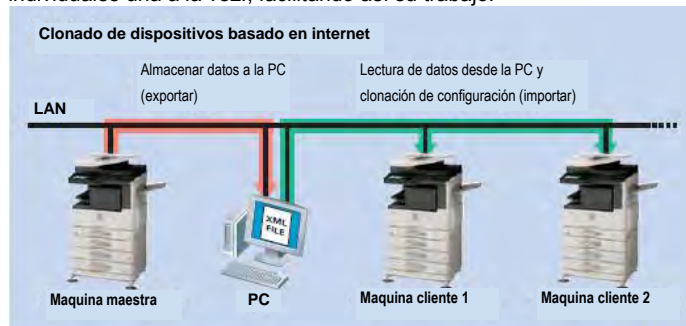 individuales una a la vez., facilitando así su trabajo.
Clonado de dispositivos basado en internet
Almacenar datos a la PC
(exportar)
Lectura de datos desde la PC y
clonación de configuración (importar)
LAN
XML
FILE
Maquina maestra
PC
Maquina cliente 1
Maquina cliente 2